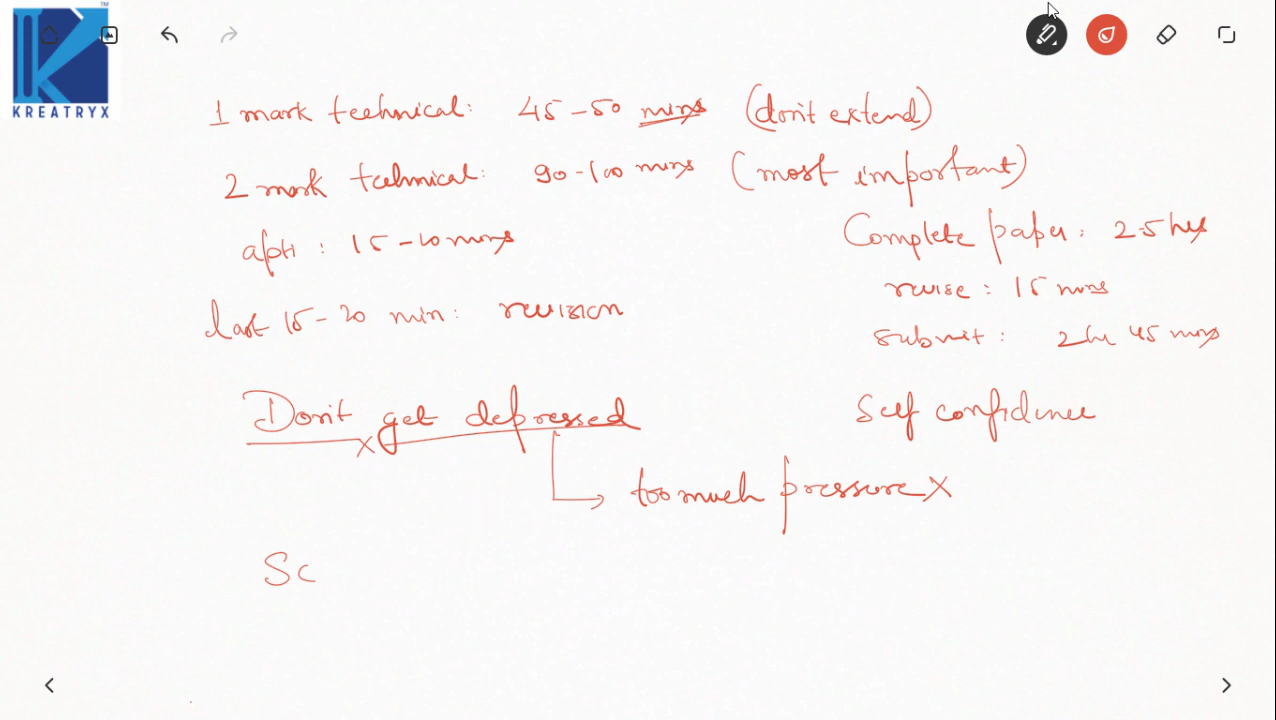 KREATRYX
1 mark technical: 45-50 mins (don't extend)
2 mark technical: 90-100 mins (most important)
apti: 15-20 mins
Complete paper: 2.5 hrs
revise: 15 mins
last 15-20 min: revision
submit: 2hr 45 mins
Don't get depressed
Self confidence
too much pressure X
Sc